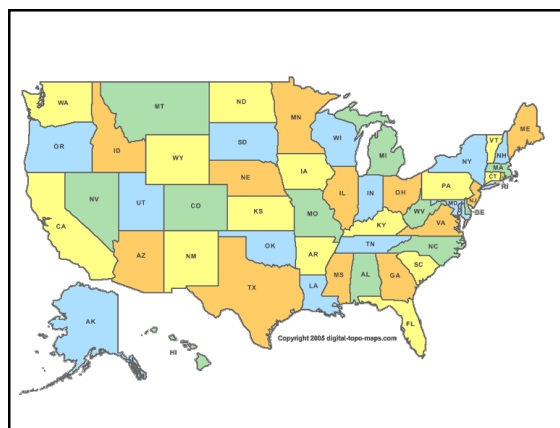 WA
MT
ND
MN
VT
ME
OR
ID
WY
SD
WI
MI
NY
NH
MA
CT
RI
NV
UT
CO
NE
IA
IL
IN
OH
PA
NJ
MD
DE
CA
KS
MO
KY
WV
VA
AZ
NM
OK
AR
TN
NC
SC
TX
LA
MS
AL
GA
FL
AK
HI
Copyright 2005 digital-topo-maps.com